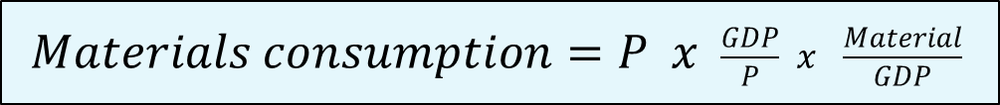 Materials consumption = P x GDP/P x Material/GDP